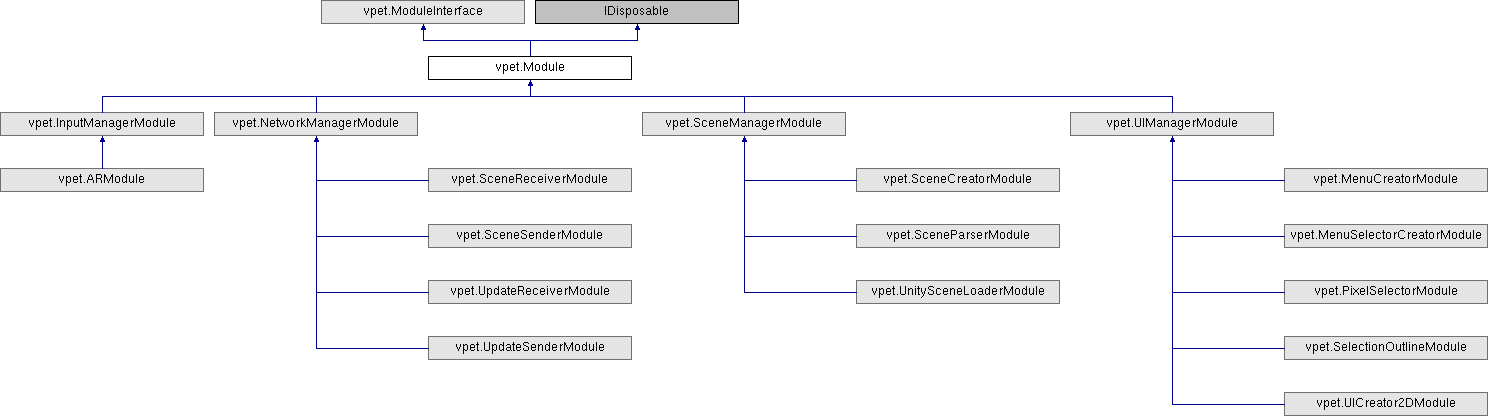 vpet.ModuleInterface
IDisposable
vpet.Module
vpet.InputManagerModule
vpet.NetworkManagerModule
vpet.SceneManagerModule
vpet.UIManagerModule
vpet.ARModule
vpet.SceneReceiverModule
vpet.SceneCreatorModule
vpet.MenuCreatorModule
vpet.SceneSenderModule
vpet.SceneParserModule
vpet.MenuSelectorCreatorModule
vpet.UpdateReceiverModule
vpet.UnitySceneLoaderModule
vpet.PixelSelectorModule
vpet.UpdateSenderModule
vpet.SelectionOutlineModule
vpet.UICreator2DModule